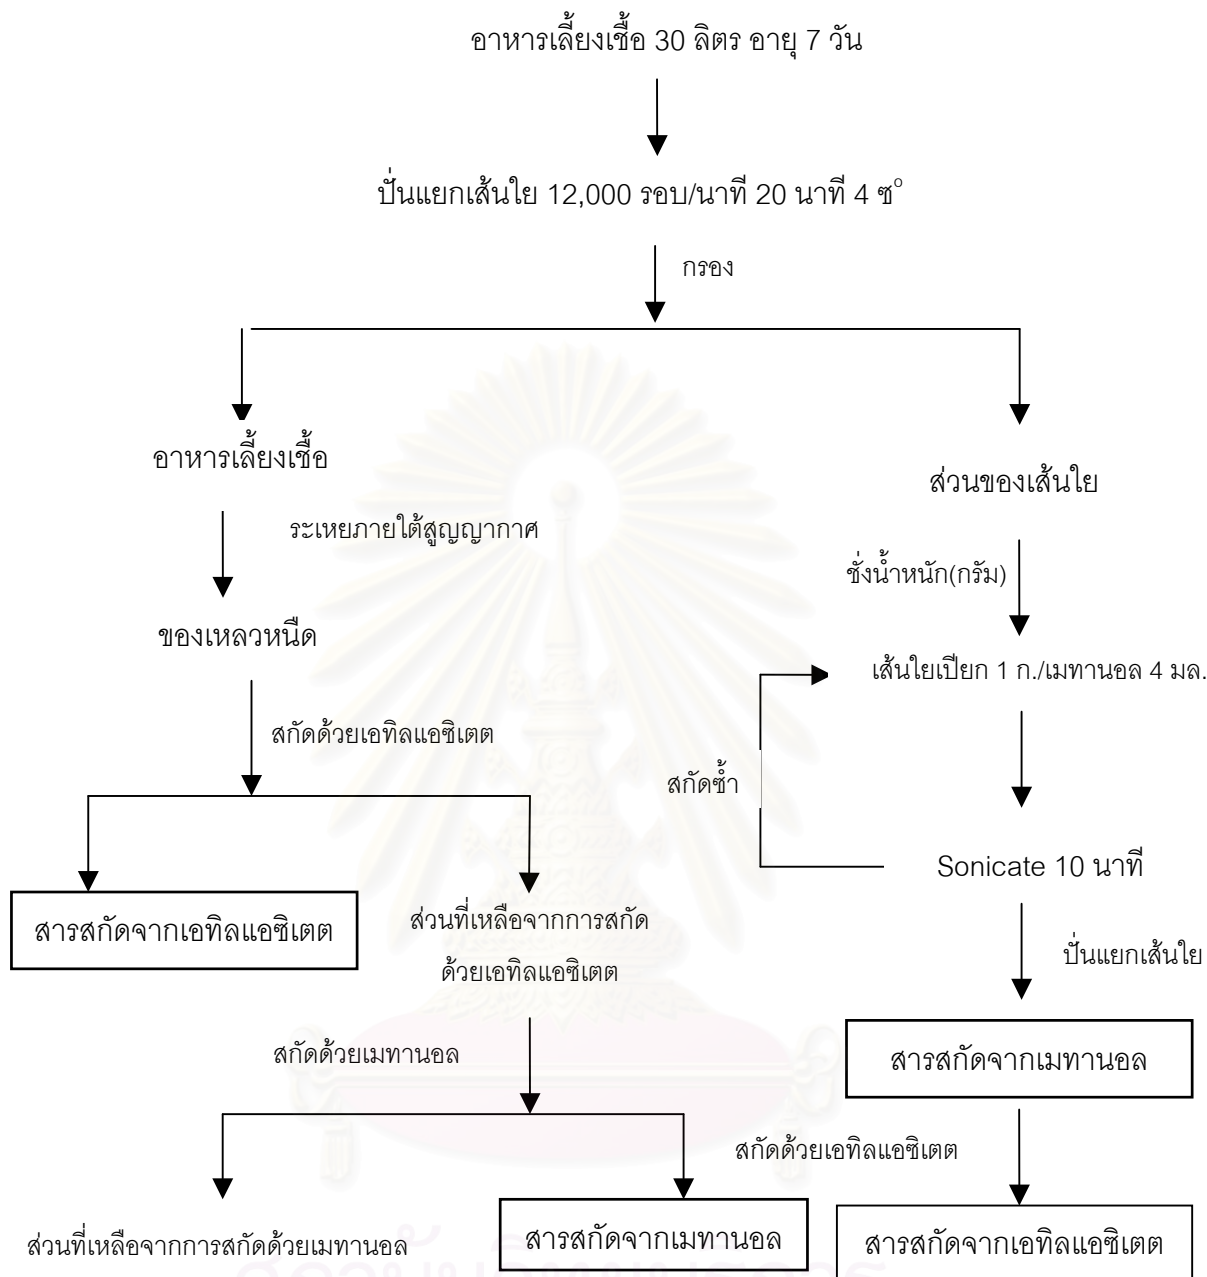 อาหารเลี้ยงเชื้อ 30 ลิตร อายุ 7 วัน
ปั่นแยกเส้นใย 12,000 รอบ/นาที 20 นาที 4 ซ°
กรอง
อาหารเลี้ยงเชื้อ
ส่วนของเส้นใย
ระเหยภายใต้สูญญากาศ
ชั่งน้ำหนัก(กรัม)
ของเหลวหนืด
เส้นใยเปียก 1 ก./เมทานอล 4 มล.
สกัดด้วยเอทิลแอซิเตต
สกัดซ้ำ
Sonicate 10 นาที
สารสกัดจากเอทิลแอซิเตต
ส่วนที่เหลือจากการสกัด
ด้วยเอทิลแอซิเตต
ปั่นแยกเส้นใย
สกัดด้วยเมทานอล
สารสกัดจากเมทานอล
สกัดด้วยเอทิลแอซิเตต
ส่วนที่เหลือจากการสกัดด้วยเมทานอล
สารสกัดจากเมทานอล
สารสกัดจากเอทิลแอซิเตต